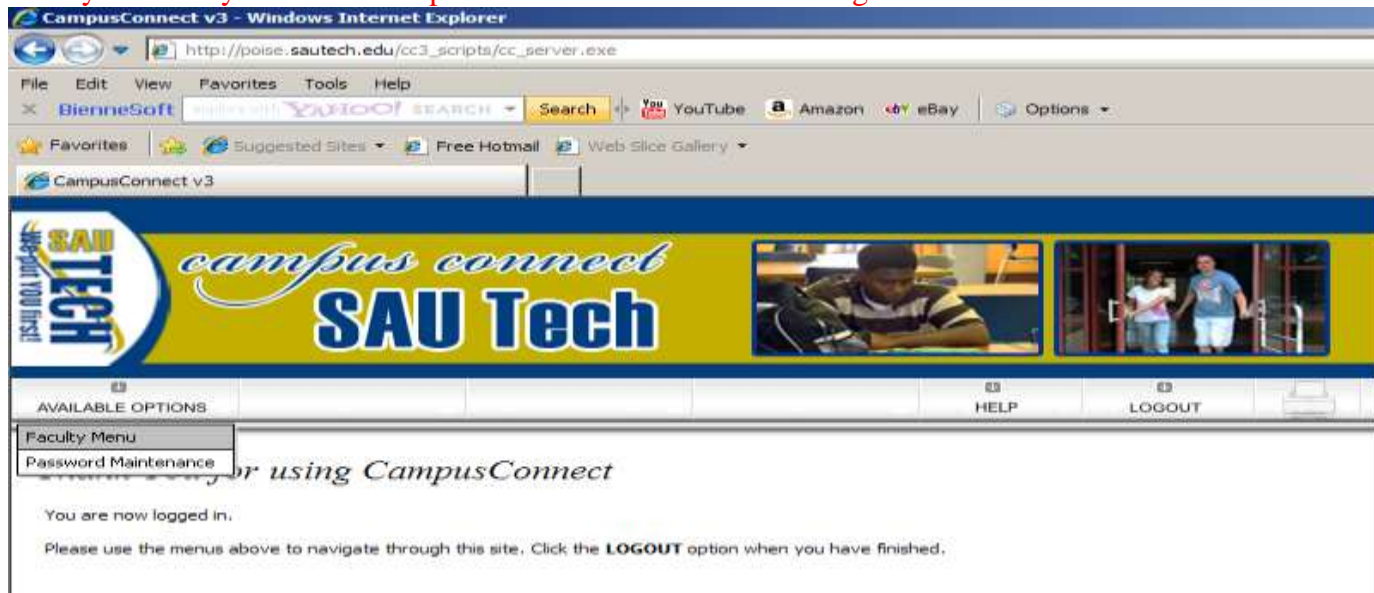 CampusConnect v3 - Windows Internet Explorer
http://poise.sautech.edu/cc3_scripts/cc_server.exe
File Edit View Favorites Tools Help
BienneSoft YAHOO! SEARCH Search YouTube Amazon ebY eBay Options
Favorites Suggested Sites Free Hotmail Web Slice Gallery
CampusConnect v3
SAU TECH
we put YOU first!
campus connect
SAU Tech
AVAILABLE OPTIONS HELP LOGOUT
Faculty Menu
Password Maintenance
for using CampusConnect
You are now logged in.
Please use the menus above to navigate through this site. Click the LOGOUT option when you have finished.